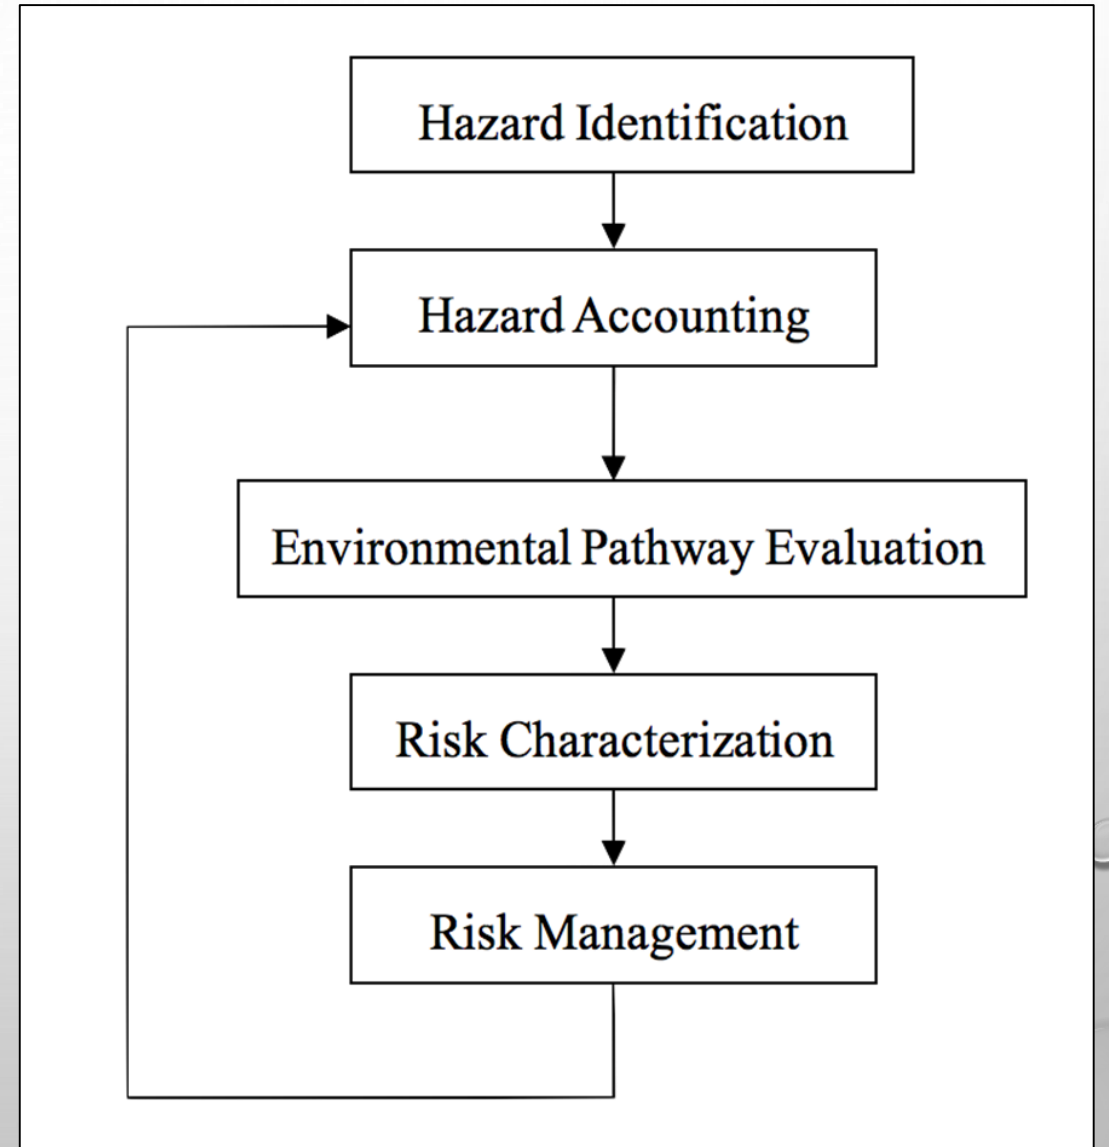 Hazard Identification
Hazard Accounting
Environmental Pathway Evaluation
Risk Characterization
Risk Management